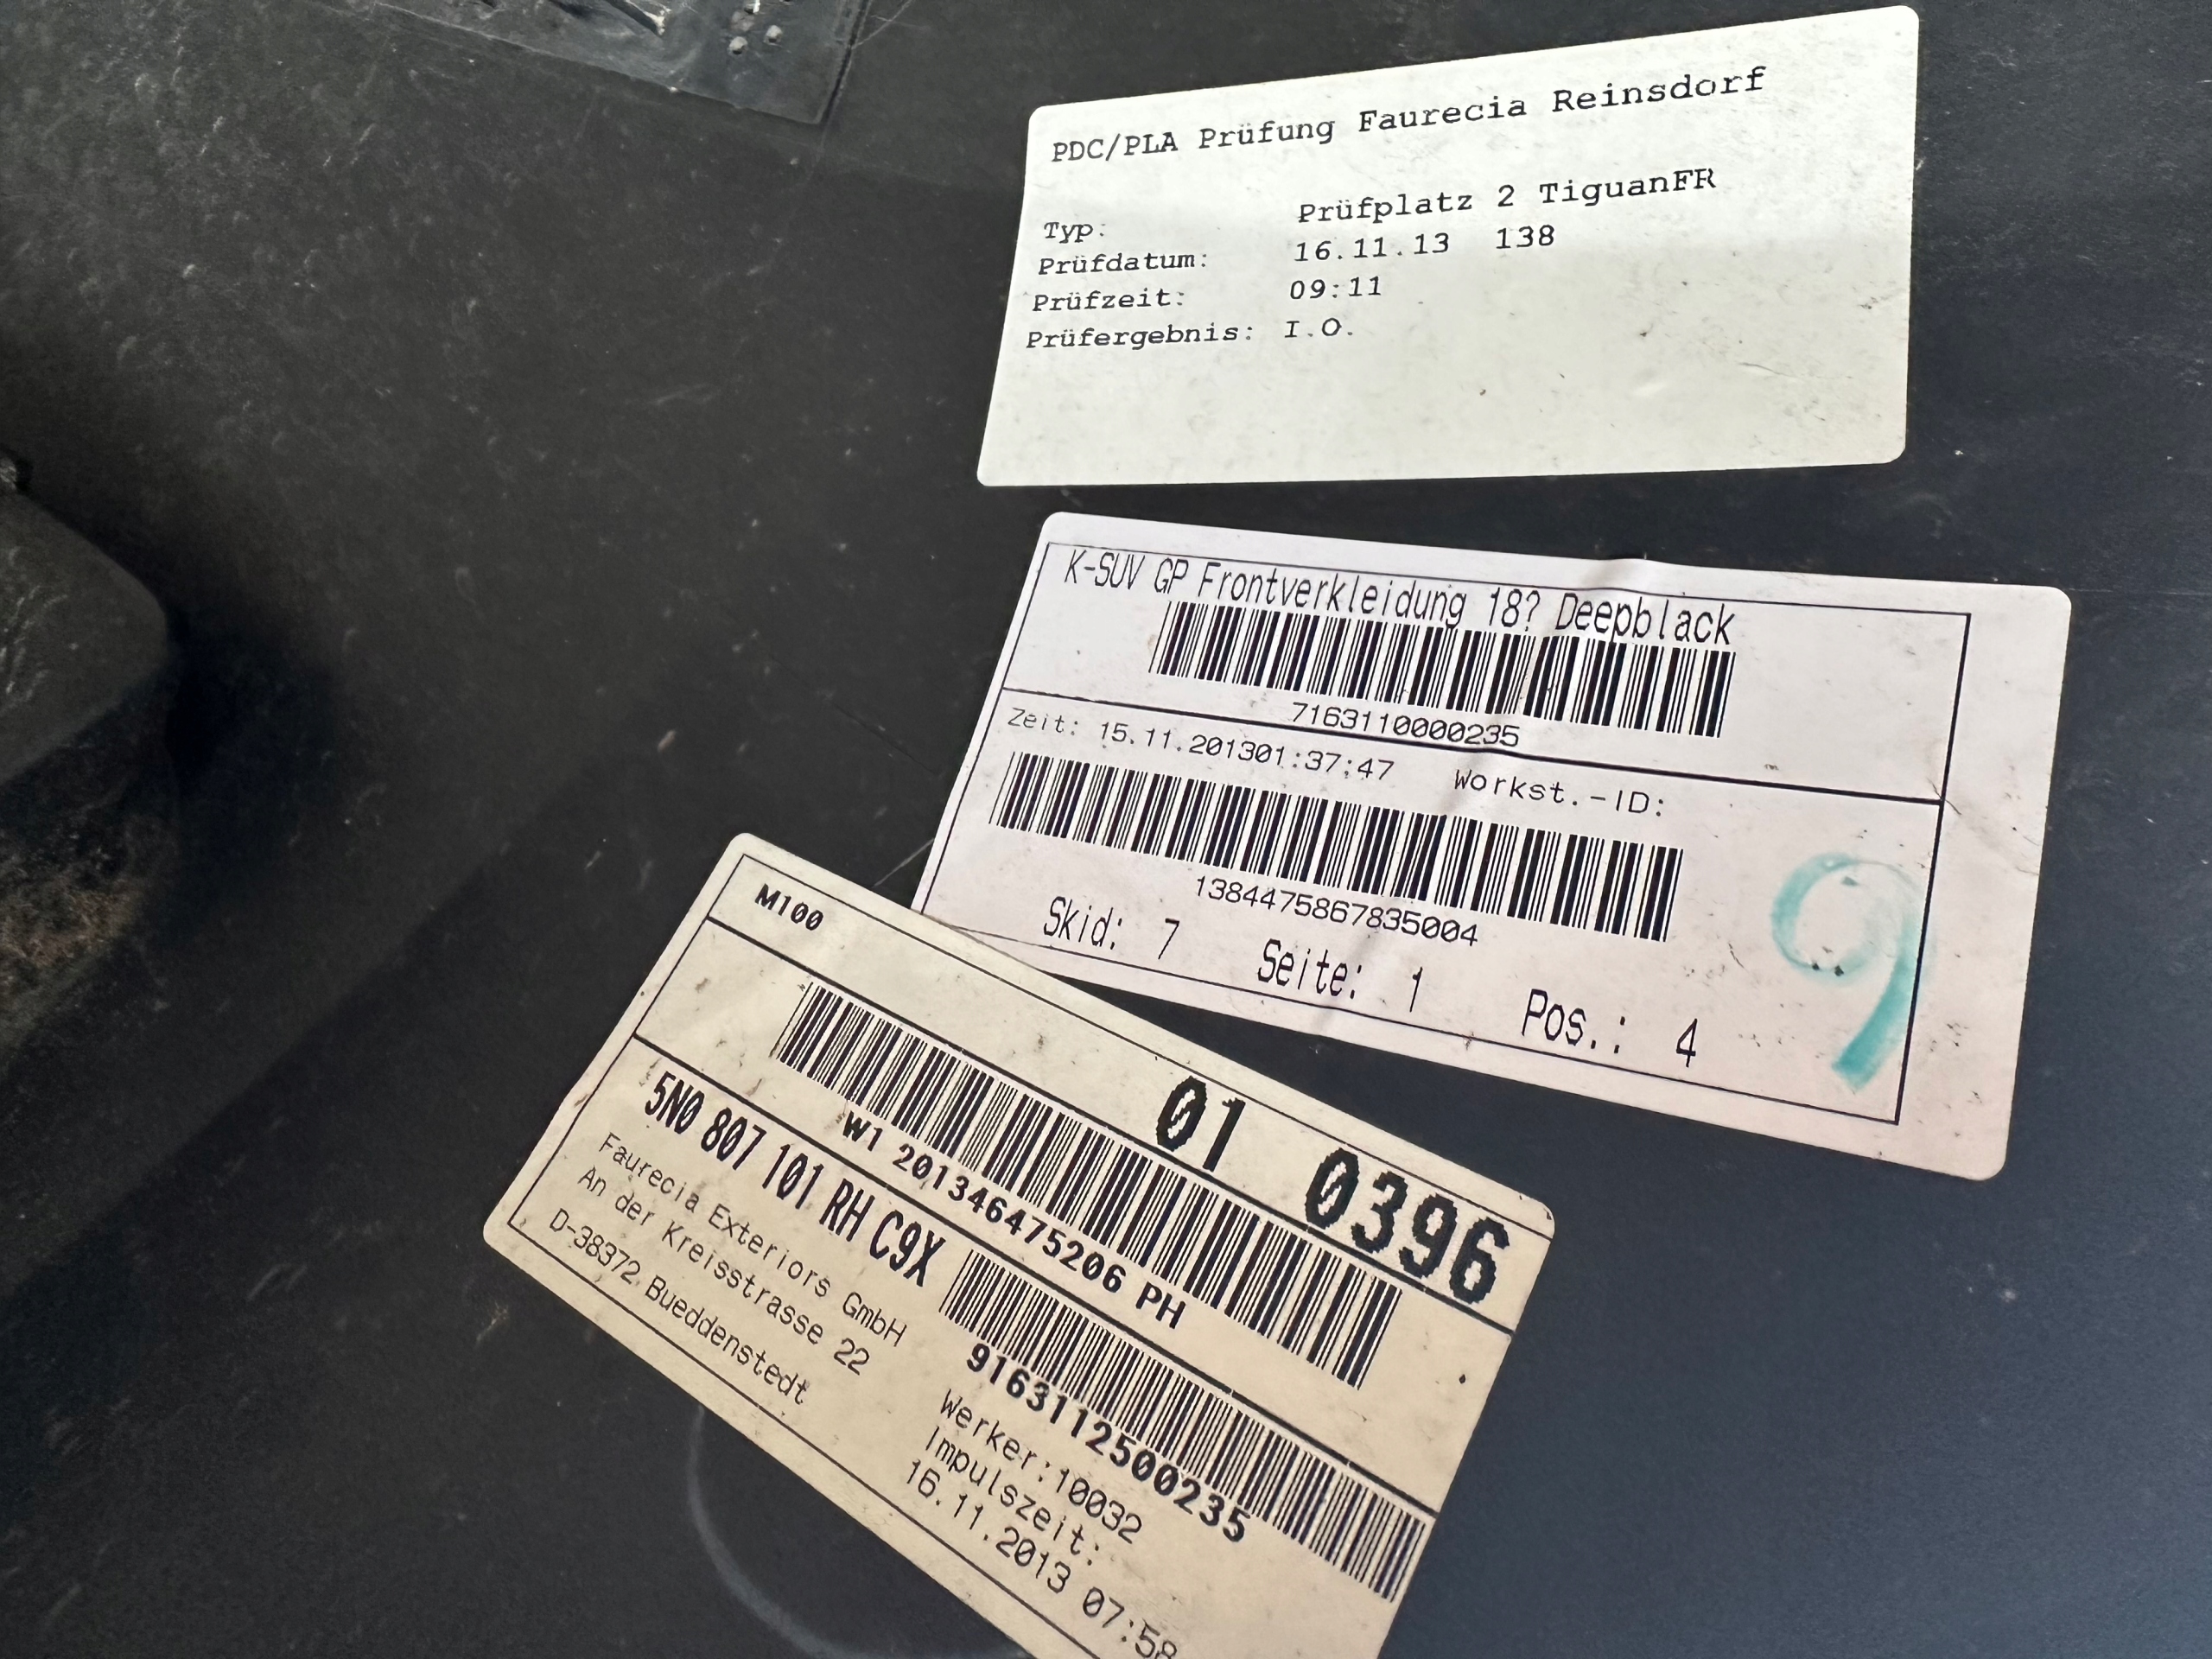 PDC/PLA Prüfung Faurecia Reinsdorf
Typ: Prüfplatz 2 TiguanFR
Prüfdatum: 16.11.13 138
Prüfzeit: 09:11
Prüfergebnis: I.O.
K-SUV GP Frontverkleidung 18? Deepblack
7163110000235
Zeit: 15.11.201301:37:47 Workst.-ID:
1384475867835004
Skid: 7 Seite: 1 Pos.: 4
9
M100
01 0396
W1 201346475206 PH
5N0 807 101 RH C9X
Faurecia Exteriors GmbH
An der Kreisstrasse 22
D-38372 Bueddenstedt
9163112500235
Werker:10032
Impulszeit:
16.11.2013 07:58